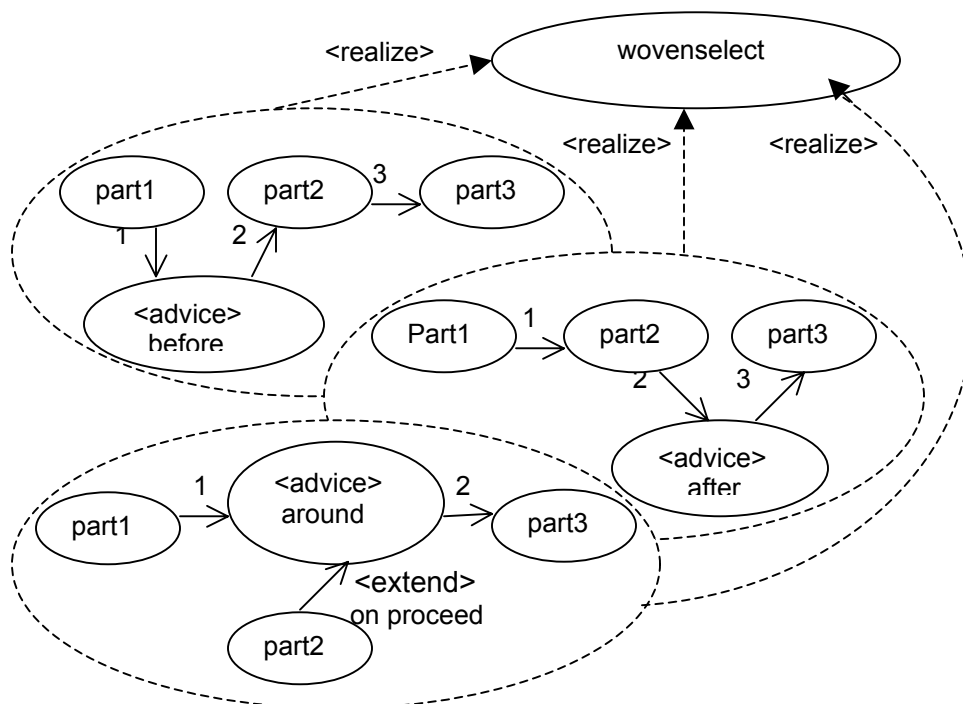 <realize>
wovenselect
<realize>
<realize>
part1
part2
3
part3
1
2
<advice>
before
Part1
1
part2
part3
2
3
<advice>
after
part1
1
<advice>
around
2
part3
<extend>
on proceed
part2